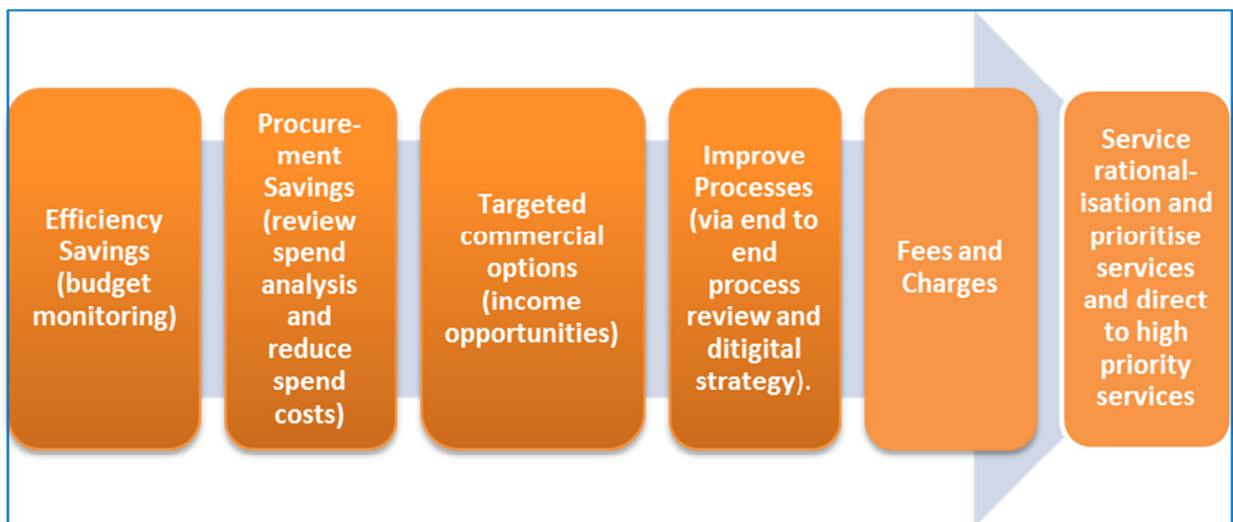 Efficiency
Savings
(budget
monitoring)
Procure-
ment
Savings
(review
spend
analysis
and
reduce
spend
costs)
Targeted
commercial
options
(income
opportunities)
Improve
Processes
(via end to
end
process
review and
ditigital
strategy).
Fees and
Charges
Service
rational-
isation and
prioritise
services
and direct
to high
priority
services